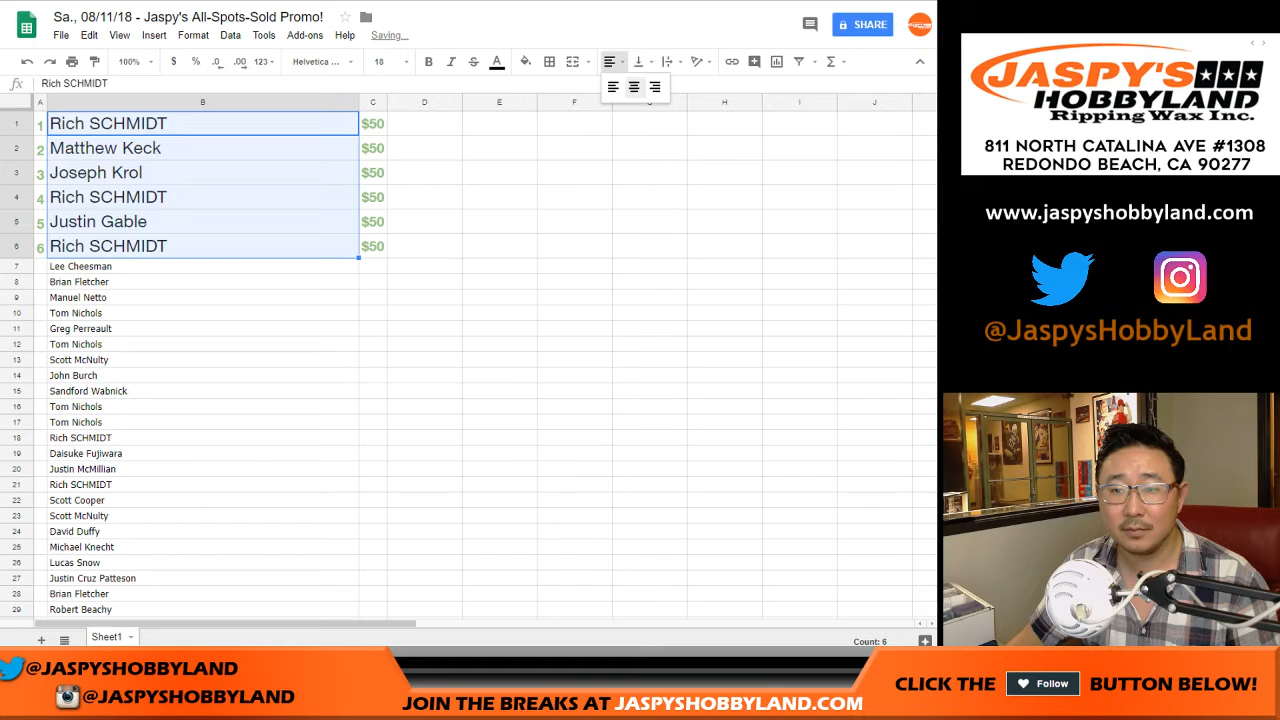 Sa., 08/11/18 - Jaspy's All-Spots-Sold Promo!
File Edit View Insert Format Data Tools Add-ons Help Saving...
SHARE
100% $ % .0 .00 123 Helvetica ... 18 B I S A
fx Rich SCHMIDT
A B C D E F G H I J
1 1 Rich SCHMIDT $50
2 2 Matthew Keck $50
3 3 Joseph Krol $50
4 4 Rich SCHMIDT $50
5 5 Justin Gable $50
6 6 Rich SCHMIDT $50
7 Lee Cheesman
8 Brian Fletcher
9 Manuel Netto
10 Tom Nichols
11 Greg Perreault
12 Tom Nichols
13 Scott McNulty
14 John Burch
15 Sandford Wabnick
16 Tom Nichols
17 Tom Nichols
18 Rich SCHMIDT
19 Daisuke Fujiwara
20 Justin McMillian
21 Rich SCHMIDT
22 Scott Cooper
23 Scott McNulty
24 David Duffy
25 Michael Knecht
26 Lucas Snow
27 Justin Cruz Patteson
28 Brian Fletcher
29 Robert Beachy
Sheet1
Count: 6
JASPY'S
HOBBYLAND
Ripping Wax Inc.
811 NORTH CATALINA AVE #1308
REDONDO BEACH, CA 90277
www.jaspyshobbyland.com
@JaspysHobbyLand
@JASPYSHOBBYLAND
@JASPYSHOBBYLAND
JOIN THE BREAKS AT JASPYSHOBBYLAND.COM
CLICK THE Follow BUTTON BELOW!